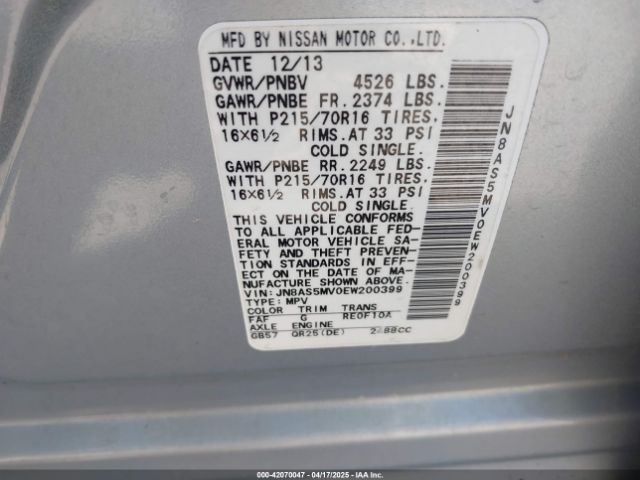 MFD BY NISSAN MOTOR CO.,LTD.
DATE 12/13
GVWR/PNBV 4526 LBS.
GAWR/PNBE FR. 2374 LBS.
WITH P215/70R16 TIRES.
16×6½ RIMS. AT 33 PSI
COLD SINGLE.
GAWR/PNBE RR. 2249 LBS.
WITH P215/70R16 TIRES.
16×6½ RIMS. AT 33 PSI
COLD SINGLE.
THIS VEHICLE CONFORMS
TO ALL APPLICABLE FED-
ERAL MOTOR VEHICLE SA-
FETY AND THEFT PREVEN-
TION STANDARDS IN EFF-
ECT ON THE DATE OF MA-
NUFACTURE SHOWN ABOVE.
VIN: JN8AS5MV0EW200399
TYPE: MPV
COLOR TRIM TRANS
FAF G RE0F10A
AXLE ENGINE
GB57 QR25(DE) 2488CC
JN8AS5MV0EW200399
000-42070047 - 04/17/2025 - IAA Inc.